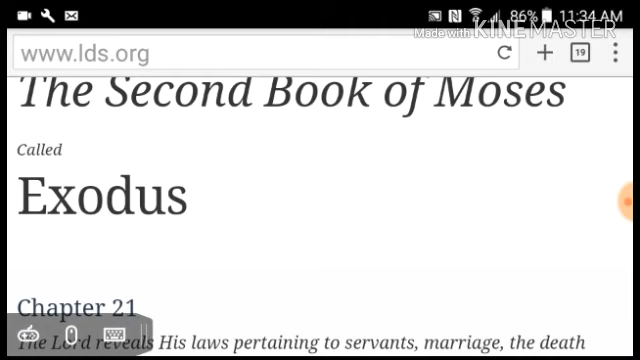 86% 11:34 AM
Made with KINEMASTER
www.lds.org
19
The Second Book of Moses
Called
Exodus
Chapter 21
The Lord reveals His laws pertaining to servants, marriage, the death